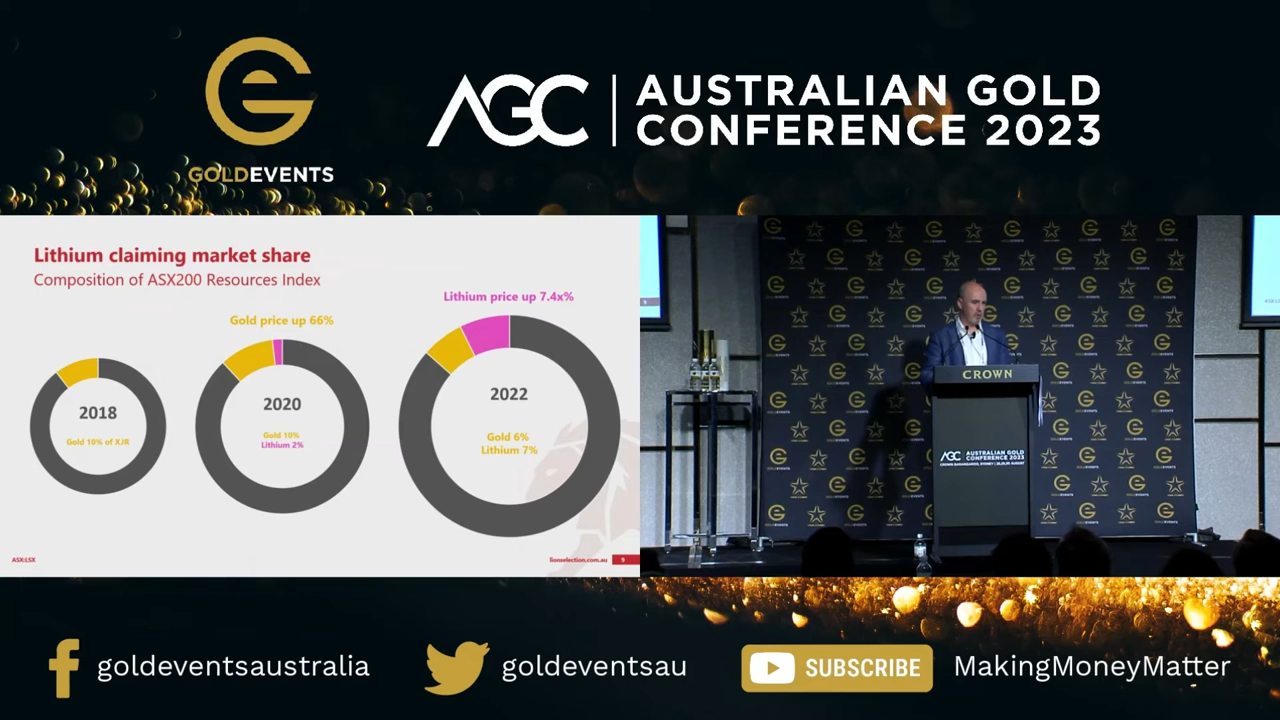 GOLDEVENTS
AGC
AUSTRALIAN GOLD
CONFERENCE 2023
Lithium claiming market share
Composition of ASX200 Resources Index
Gold price up 66%
Lithium price up 7.4x%
2018
Gold 10% of XJR
2020
Gold 10%
Lithium 2%
2022
Gold 6%
Lithium 7%
ASX:LSX
lionselection.com.au
9
CROWN
AGC
AUSTRALIAN GOLD
CONFERENCE 2023
goldeventsaustralia
goldeventsau
SUBSCRIBE
MakingMoneyMatter